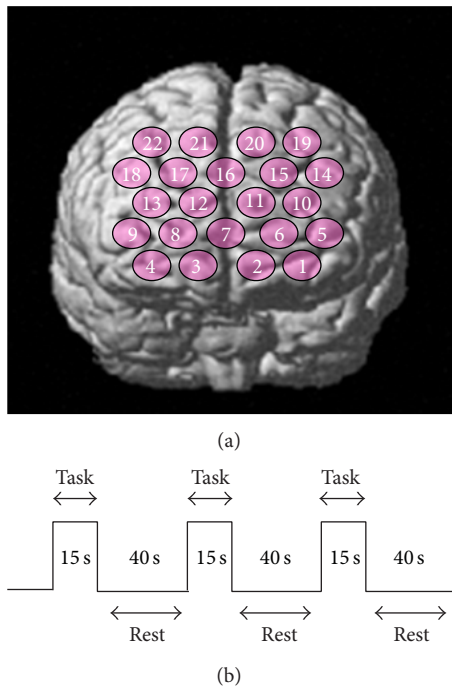 22 21 20 19
18 17 16 15 14
13 12 11 10
9 8 7 6 5
4 3 2 1
(a)
Task Task Task
15 s 40 s 15 s 40 s 15 s 40 s
Rest Rest Rest
(b)